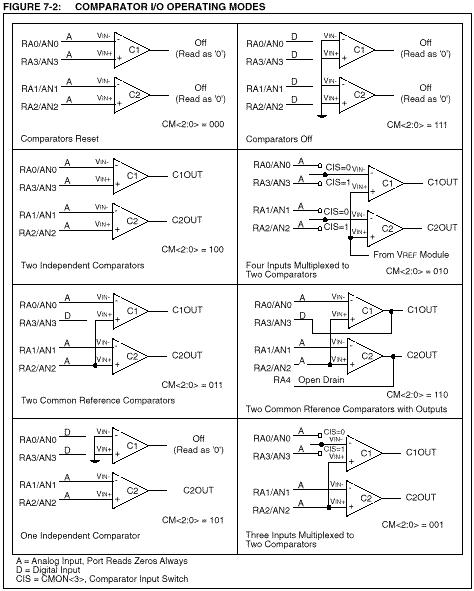 FIGURE 7-2: COMPARATOR I/O OPERATING MODES
RA0/AN0 A VIN- - C1 Off
RA3/AN3 A VIN+ + (Read as '0')
RA1/AN1 A VIN- - C2 Off
RA2/AN2 A VIN+ + (Read as '0')
CM<2:0> = 000
Comparators Reset
RA0/AN0 D VIN- - C1 Off
RA3/AN3 D VIN+ + (Read as '0')
RA1/AN1 D VIN- - C2 Off
RA2/AN2 D VIN+ + (Read as '0')
CM<2:0> = 111
Comparators Off
RA0/AN0 A VIN- - C1 C1OUT
RA3/AN3 A VIN+ +
RA1/AN1 A VIN- - C2 C2OUT
RA2/AN2 A VIN+ +
CM<2:0> = 100
Two Independent Comparators
RA0/AN0 A CIS=0 VIN- - C1 C1OUT
RA3/AN3 A CIS=1 VIN+ +
RA1/AN1 A CIS=0 VIN- - C2 C2OUT
RA2/AN2 A CIS=1 VIN+ +
From VREF Module
CM<2:0> = 010
Four Inputs Multiplexed to
Two Comparators
RA0/AN0 A VIN- - C1 C1OUT
RA3/AN3 D VIN+ +
RA1/AN1 A VIN- - C2 C2OUT
RA2/AN2 A VIN+ +
CM<2:0> = 011
Two Common Reference Comparators
RA0/AN0 A VIN- - C1 C1OUT
RA3/AN3 D VIN+ +
RA1/AN1 A VIN- - C2 C2OUT
RA2/AN2 A VIN+ +
RA4 Open Drain
CM<2:0> = 110
Two Common Rference Comparators with Outputs
RA0/AN0 D VIN- - C1 Off
RA3/AN3 D VIN+ + (Read as '0')
RA1/AN1 A VIN- - C2 C2OUT
RA2/AN2 A VIN+ +
CM<2:0> = 101
One Independent Comparator
RA0/AN0 A CIS=0 VIN- - C1 C1OUT
RA3/AN3 A CIS=1 VIN+ +
RA1/AN1 A VIN- - C2 C2OUT
RA2/AN2 A VIN+ +
CM<2:0> = 001
Three Inputs Multiplexed to
Two Comparators
A = Analog Input, Port Reads Zeros Always
D = Digital Input
CIS = CMON<3>, Comparator Input Switch